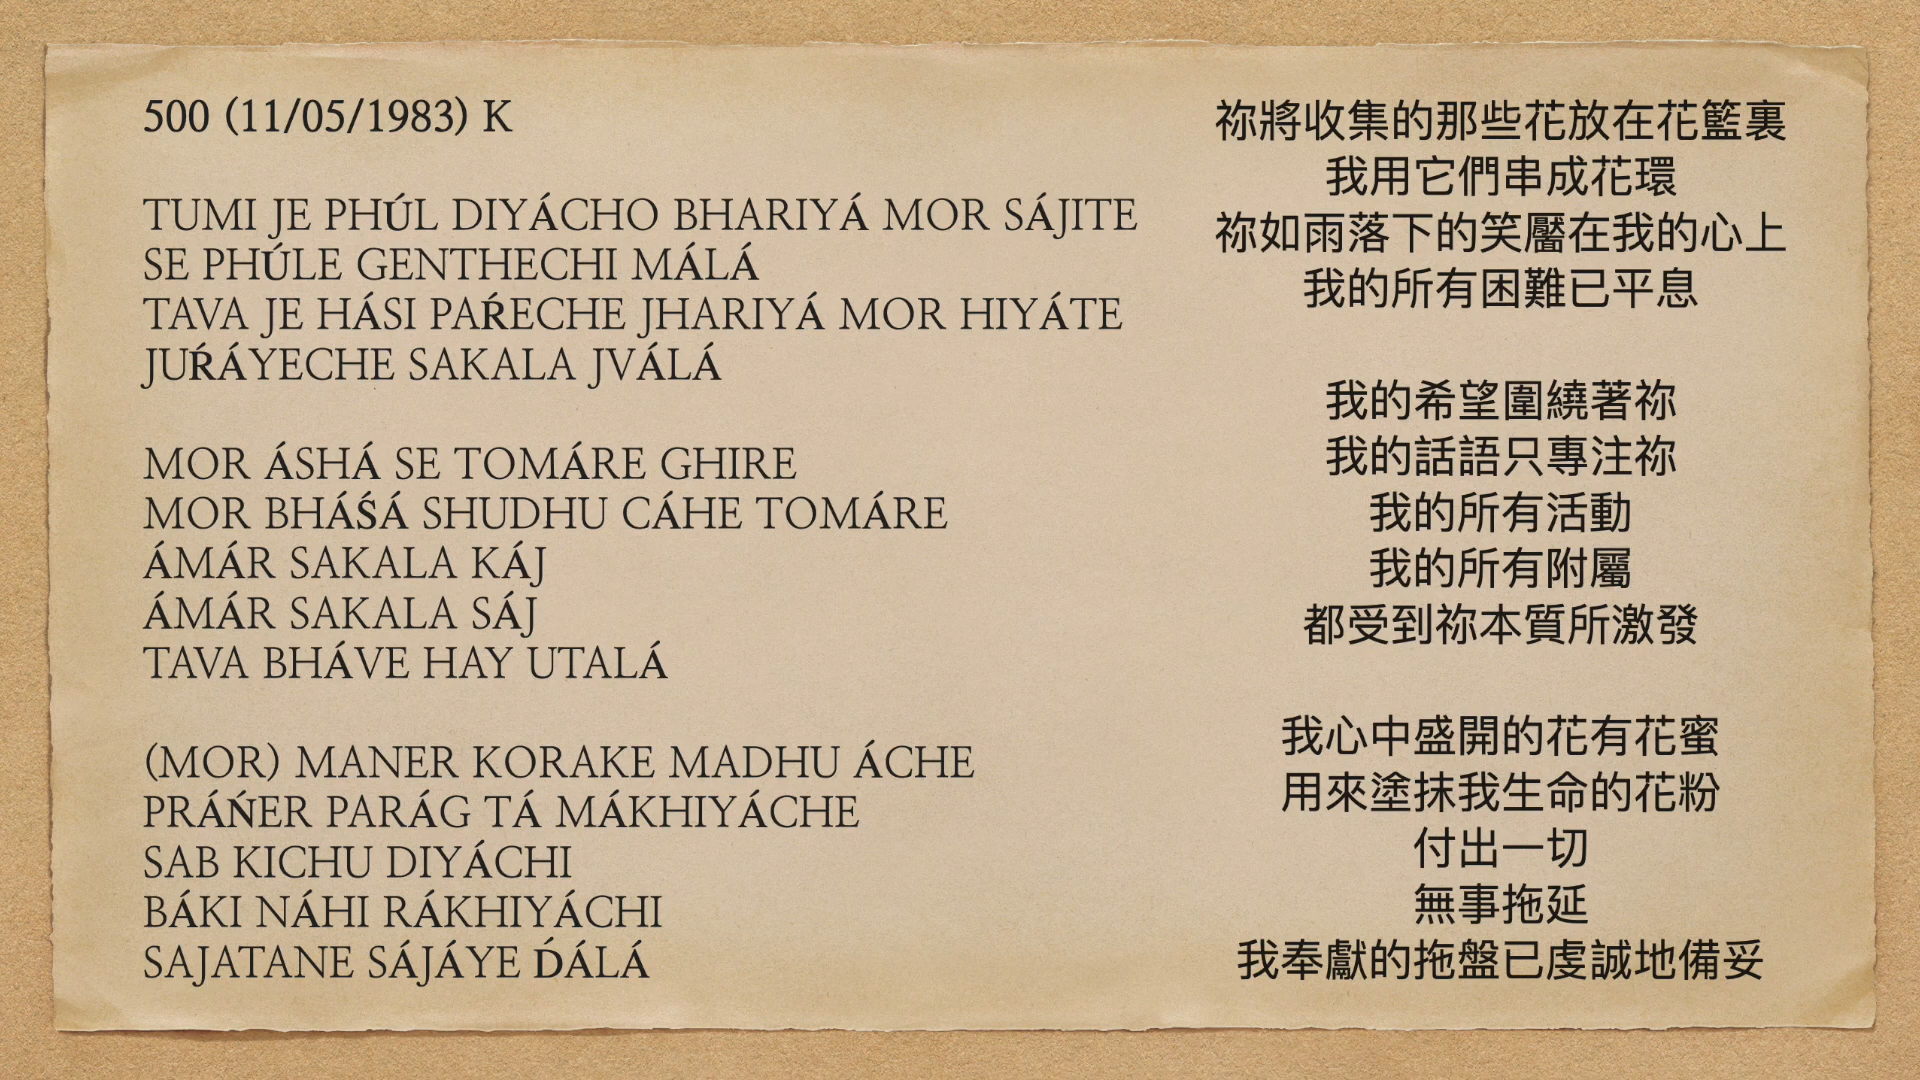 500 (11/05/1983) K
TUMI JE PHÚL DIYÁCHO BHARIYÁ MOR SÁJITE
SE PHÚLE GENTHECHI MÁLÁ
TAVA JE HÁSI PAŔECHE JHARIYÁ MOR HIYÁTE
JUŔÁYECHE SAKALA JVÁLÁ
MOR ÁSHÁ SE TOMÁRE GHIRE
MOR BHÁŚÁ SHUDHU CÁHE TOMÁRE
ÁMÁR SAKALA KÁJ
ÁMÁR SAKALA SÁJ
TAVA BHÁVE HAY UTALÁ
(MOR) MANER KORAKE MADHU ÁCHE
PRÁŃER PARÁG TÁ MÁKHIYÁCHE
SAB KICHU DIYÁCHI
BÁKI NÁHI RÁKHIYÁCHI
SAJATANE SÁJÁYE D́ÁLÁ
祢將收集的那些花放在花籃裏
我用它們串成花環
祢如雨落下的笑靨在我的心上
我的所有困難已平息
我的希望圍繞著祢
我的話語只專注祢
我的所有活動
我的所有附屬
都受到祢本質所激發
我心中盛開的花有花蜜
用來塗抹我生命的花粉
付出一切
無事拖延
我奉獻的拖盤已虔誠地備妥